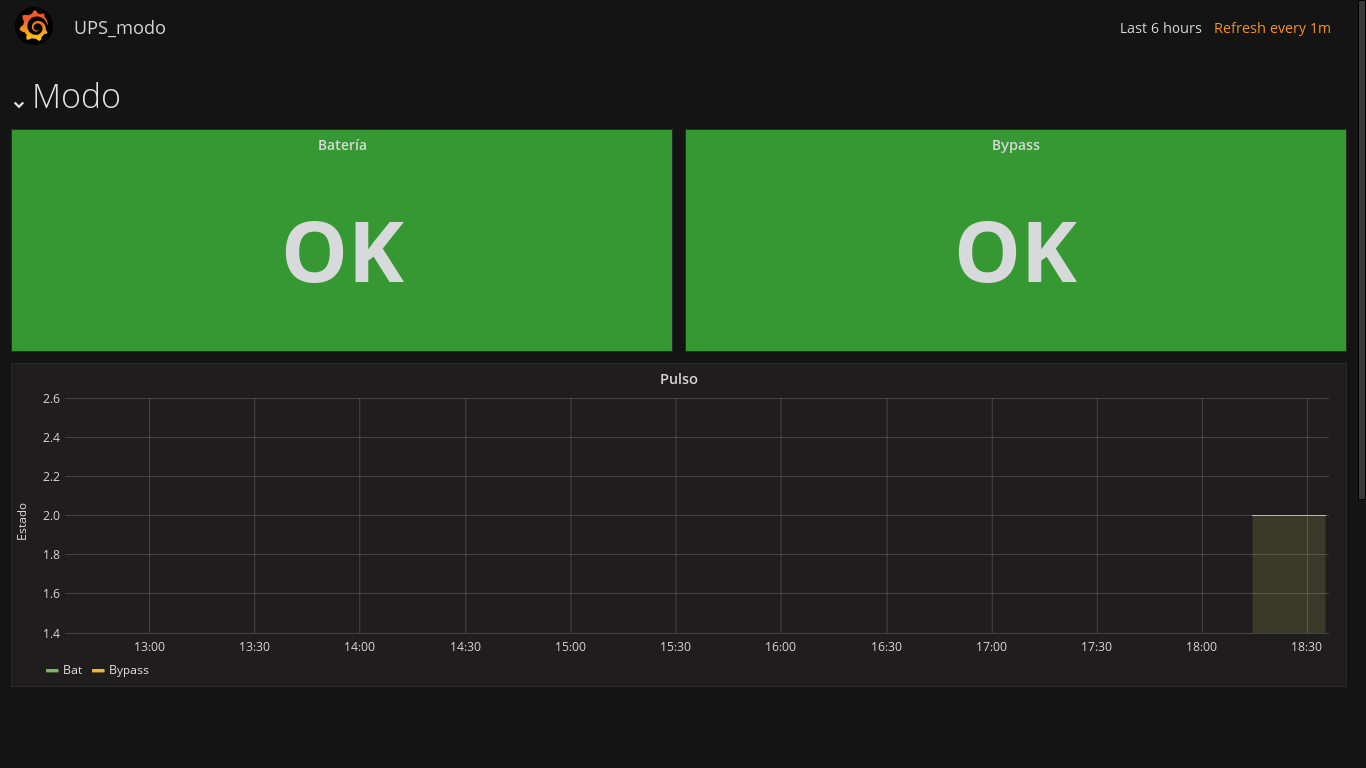 UPS_modo
Last 6 hours Refresh every 1m
Modo
Batería
OK
Bypass
OK
Pulso
Estado
2.6
2.4
2.2
2.0
1.8
1.6
1.4
13:00 13:30 14:00 14:30 15:00 15:30 16:00 16:30 17:00 17:30 18:00 18:30
Bat Bypass